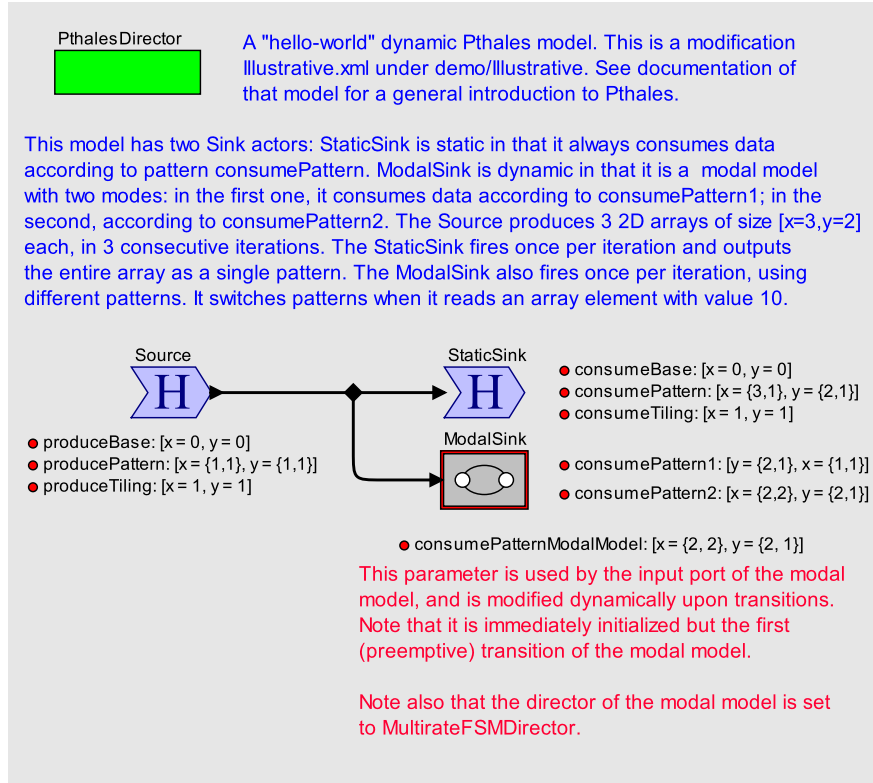 PthalesDirector
A "hello-world" dynamic Pthales model. This is a modification
Illustrative.xml under demo/Illustrative. See documentation of
that model for a general introduction to Pthales.
This model has two Sink actors: StaticSink is static in that it always consumes data
according to pattern consumePattern. ModalSink is dynamic in that it is a  modal model
with two modes: in the first one, it consumes data according to consumePattern1; in the
second, according to consumePattern2. The Source produces 3 2D arrays of size [x=3,y=2]
each, in 3 consecutive iterations. The StaticSink fires once per iteration and outputs
the entire array as a single pattern. The ModalSink also fires once per iteration, using
different patterns. It switches patterns when it reads an array element with value 10.
Source
H
produceBase: [x = 0, y = 0]
producePattern: [x = {1,1}, y = {1,1}]
produceTiling: [x = 1, y = 1]
StaticSink
H
consumeBase: [x = 0, y = 0]
consumePattern: [x = {3,1}, y = {2,1}]
consumeTiling: [x = 1, y = 1]
ModalSink
consumePattern1: [y = {2,1}, x = {1,1}]
consumePattern2: [x = {2,2}, y = {2,1}]
consumePatternModalModel: [x = {2, 2}, y = {2, 1}]
This parameter is used by the input port of the modal
model, and is modified dynamically upon transitions.
Note that it is immediately initialized but the first
(preemptive) transition of the modal model.
Note also that the director of the modal model is set
to MultirateFSMDirector.